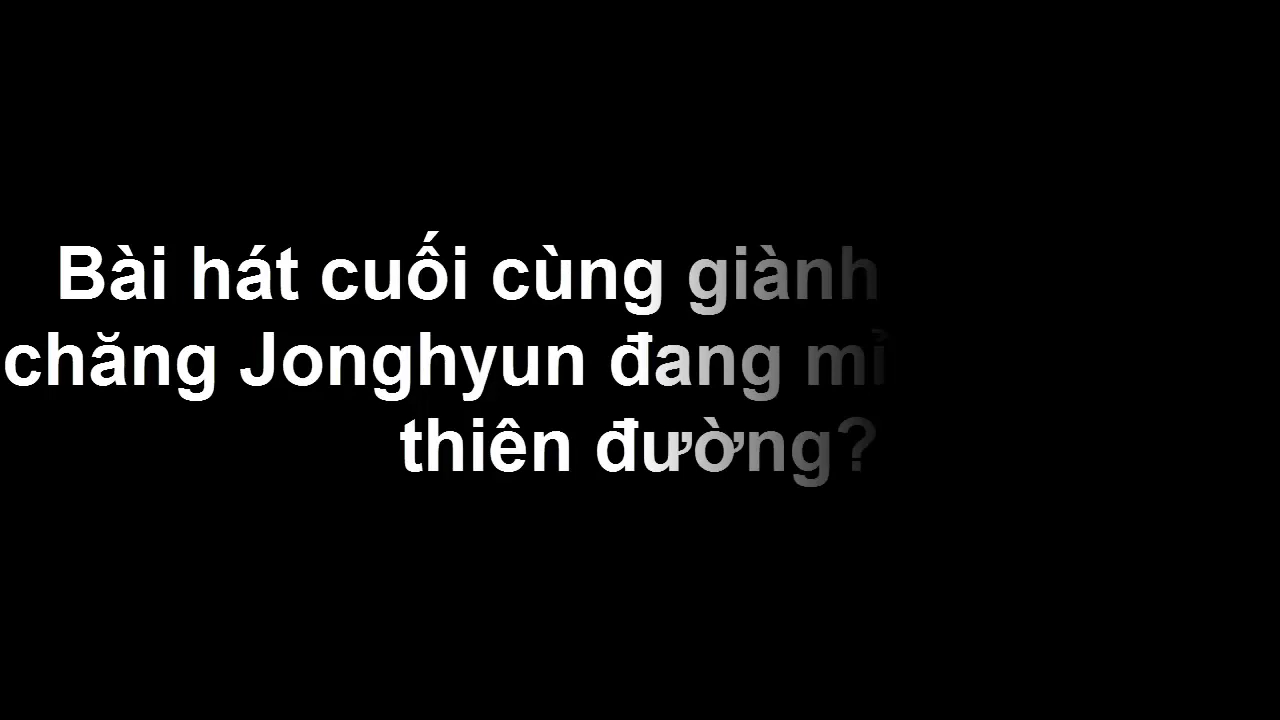 Bài hát cuối cùng giành
chăng Jonghyun đang
thiên đường?